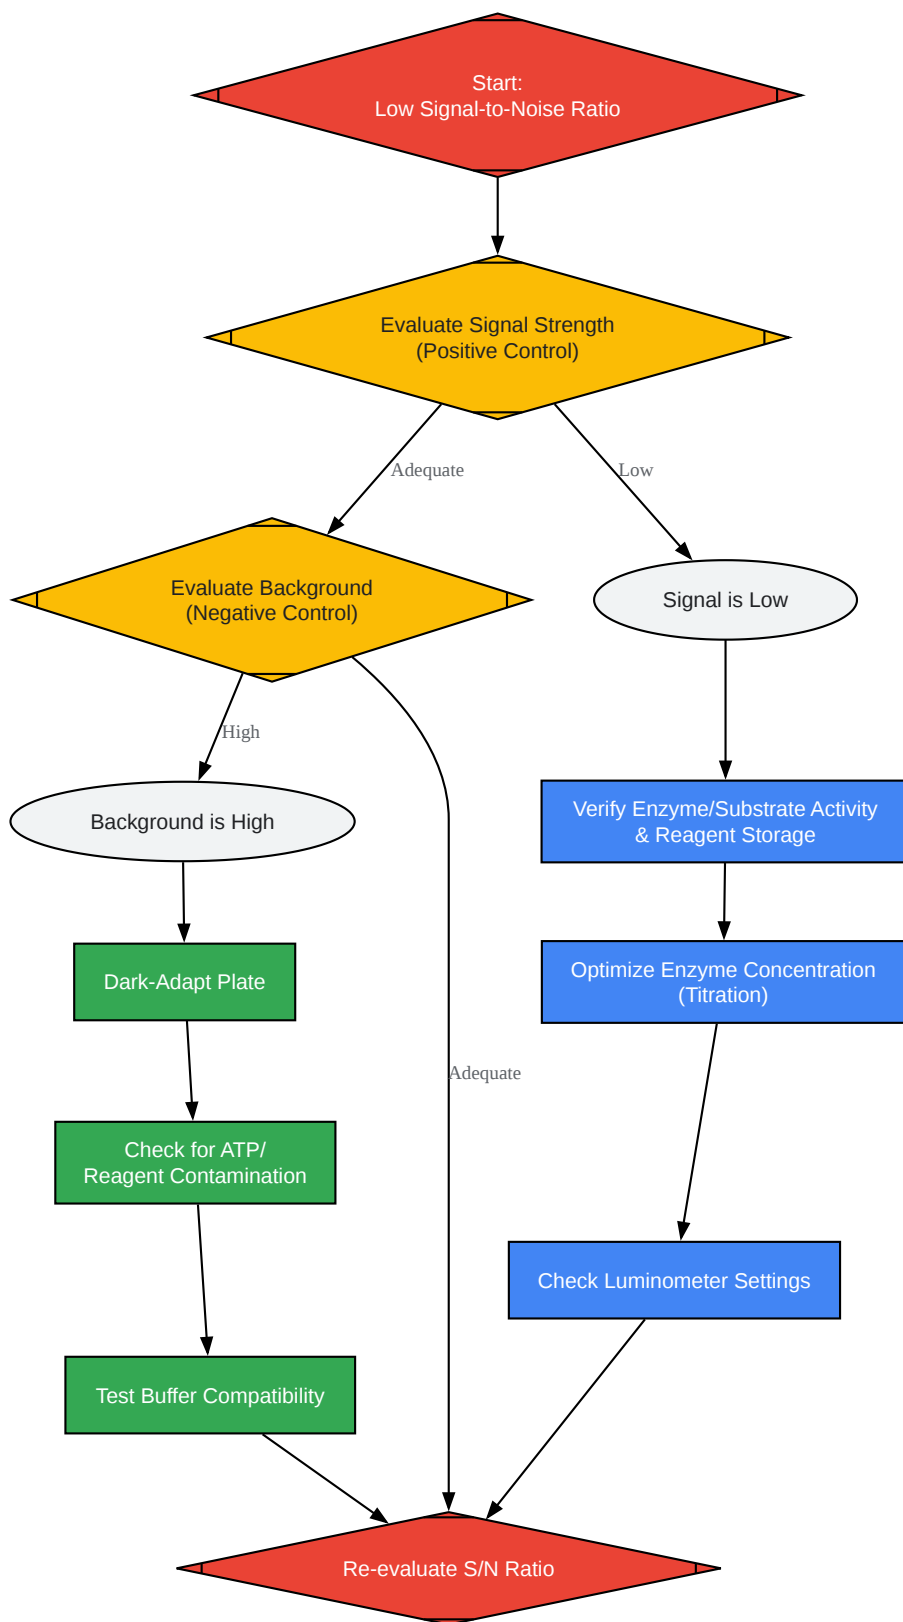 Start:
Low Signal-to-Noise Ratio
Evaluate Signal Strength
(Positive Control)
Adequate
Low
Evaluate Background
(Negative Control)
Signal is Low
High
Background is High
Verify Enzyme/Substrate Activity
& Reagent Storage
Dark-Adapt Plate
Optimize Enzyme Concentration
(Titration)
Adequate
Check for ATP/
Reagent Contamination
Check Luminometer Settings
Test Buffer Compatibility
Re-evaluate S/N Ratio